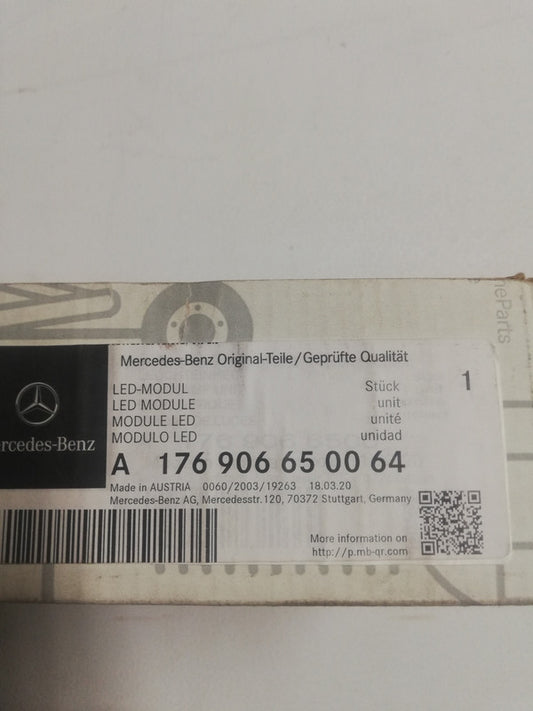 neParts
Mercedes-Benz Original-Teile/Geprüfte Qualität
LED-MODUL Stück 1
LED MODULE unit
MODULE LED unité
MODULO LED unidad
rcedes-Benz
A 176 906 65 00 64
Made in AUSTRIA 0060/2003/19263 18.03.20
Mercedes-Benz AG, Mercedesstr. 120, 70372 Stuttgart, Germany
More information on
http://p.mb-qr.com